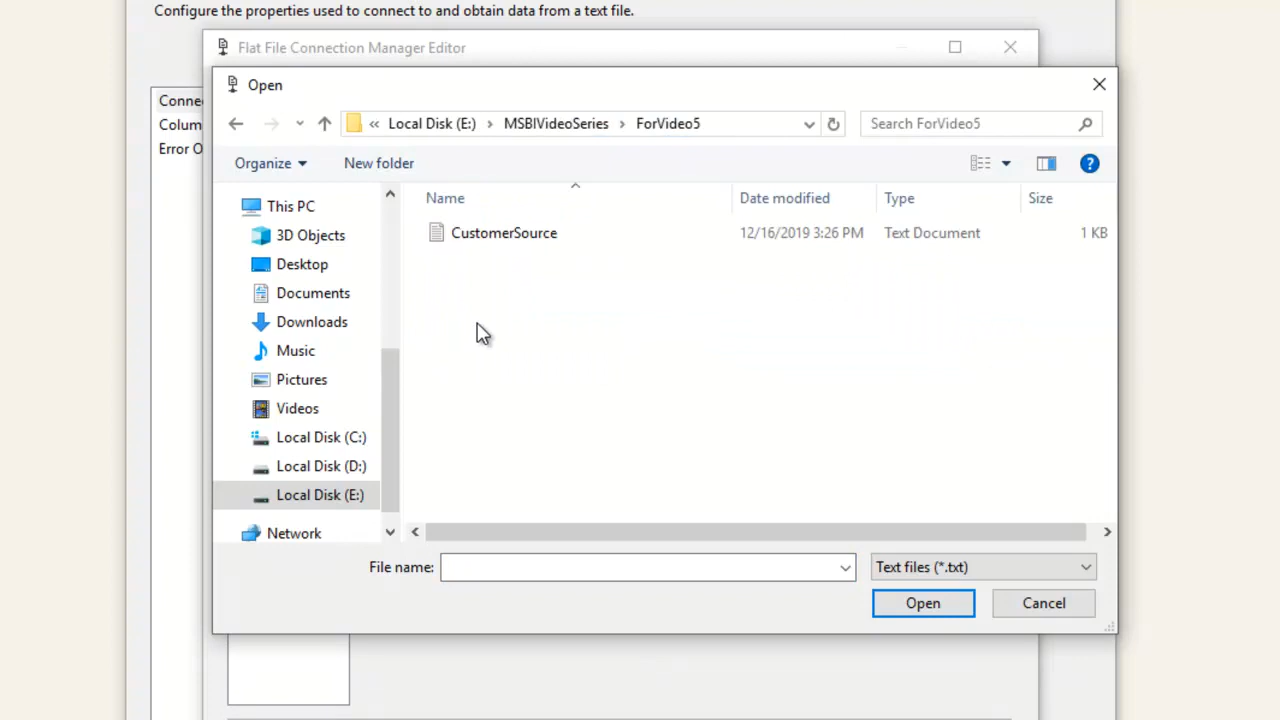 Configure the properties used to connect to and obtain data from a text file.
Flat File Connection Manager Editor
Open
Conne
Colum
Error O
« Local Disk (E:) › MSBIVideoSeries › ForVideo5
Search ForVideo5
Organize
New folder
Name
Date modified
Type
Size
CustomerSource
12/16/2019 3:26 PM
Text Document
1 KB
This PC
3D Objects
Desktop
Documents
Downloads
Music
Pictures
Videos
Local Disk (C:)
Local Disk (D:)
Local Disk (E:)
Network
File name:
Text files (*.txt)
Open
Cancel